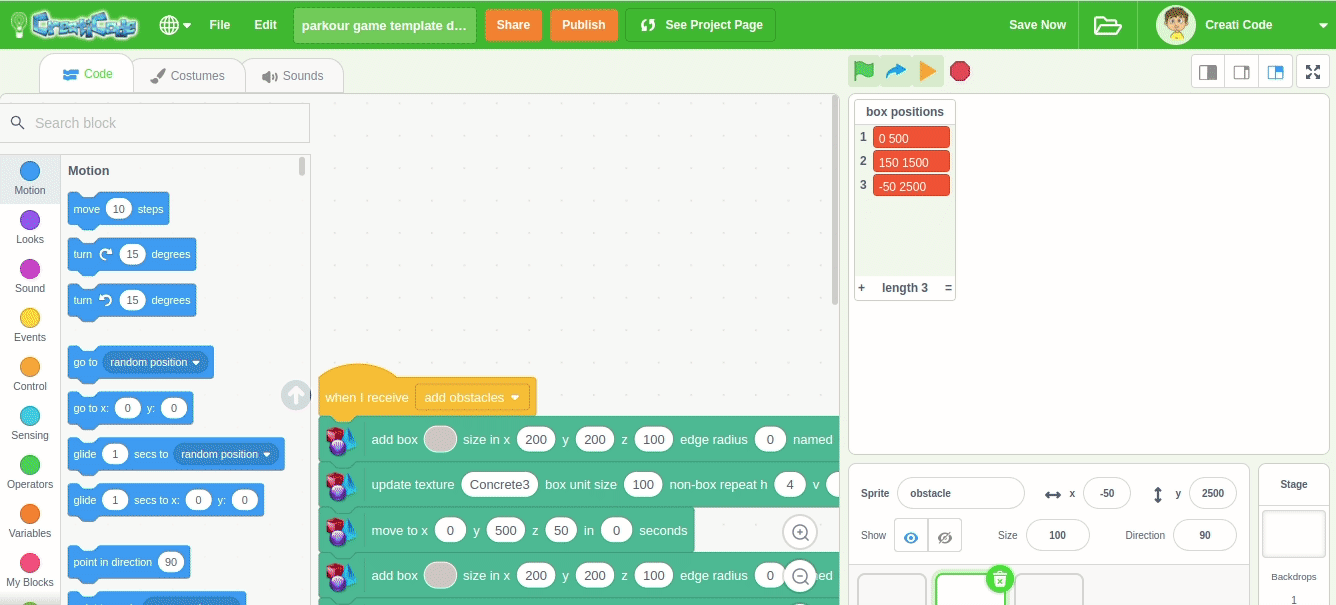 CreatiCode File Edit parkour game template d... Share Publish See Project Page Save Now Creati Code
Code Costumes Sounds
Search block
Motion
Looks
Sound
Events
Control
Sensing
Operators
Variables
My Blocks
Motion
move 10 steps
turn 15 degrees
turn 15 degrees
go to random position
go to x: 0 y: 0
glide 1 secs to random position
glide 1 secs to x: 0 y: 0
point in direction 90
when I receive add obstacles
add box size in x 200 y 200 z 100 edge radius 0 named
update texture Concrete3 box unit size 100 non-box repeat h 4 v
move to x 0 y 500 z 50 in 0 seconds
add box size in x 200 y 200 z 100 edge radius 0
box positions
1 0 500
2 150 1500
3 -50 2500
+ length 3 =
Sprite obstacle x -50 y 2500
Show Size 100 Direction 90
Stage
Backdrops
1